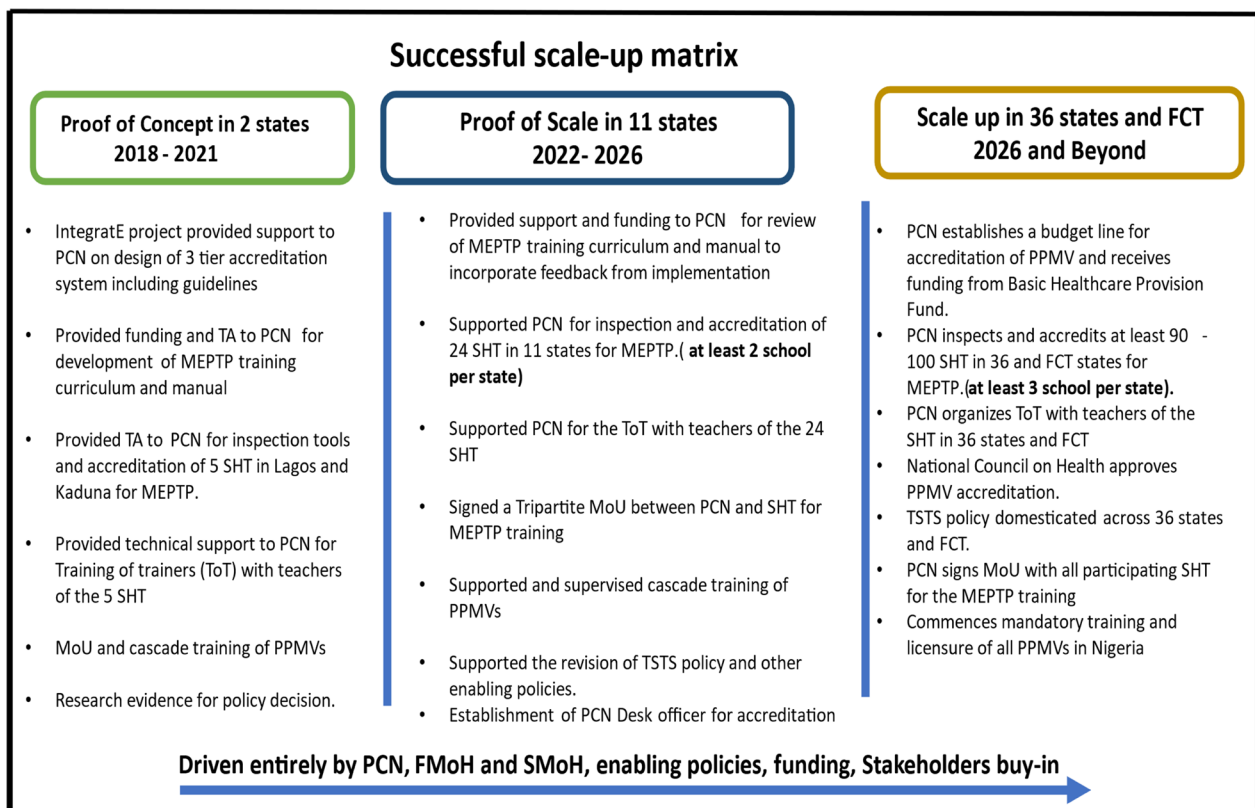 Successful scale-up matrix
Proof of Concept in 2 states
2018 - 2021
• IntegratE project provided support to
PCN on design of 3 tier accreditation
system including guidelines
• Provided funding and TA to PCN for
development of MEPTP training
curriculum and manual
• Provided TA to PCN for inspection tools
and accreditation of 5 SHT in Lagos and
Kaduna for MEPTP.
• Provided technical support to PCN for
Training of trainers (ToT) with teachers
of the 5 SHT
• MoU and cascade training of PPMVs
• Research evidence for policy decision.
Proof of Scale in 11 states
2022- 2026
• Provided support and funding to PCN for review
of MEPTP training curriculum and manual to
incorporate feedback from implementation
• Supported PCN for inspection and accreditation of
24 SHT in 11 states for MEPTP.( at least 2 school
per state)
• Supported PCN for the ToT with teachers of the 24
SHT
• Signed a Tripartite MoU between PCN and SHT for
MEPTP training
• Supported and supervised cascade training of
PPMVs
• Supported the revision of TSTS policy and other
enabling policies.
• Establishment of PCN Desk officer for accreditation
Scale up in 36 states and FCT
2026 and Beyond
• PCN establishes a budget line for
accreditation of PPMV and receives
funding from Basic Healthcare Provision
Fund.
• PCN inspects and accredits at least 90 -
100 SHT in 36 and FCT states for
MEPTP.(at least 3 school per state).
• PCN organizes ToT with teachers of the
SHT in 36 states and FCT
• National Council on Health approves
PPMV accreditation.
• TSTS policy domesticated across 36 states
and FCT.
• PCN signs MoU with all participating SHT
for the MEPTP training
• Commences mandatory training and
licensure of all PPMVs in Nigeria
Driven entirely by PCN, FMoH and SMoH, enabling policies, funding, Stakeholders buy-in